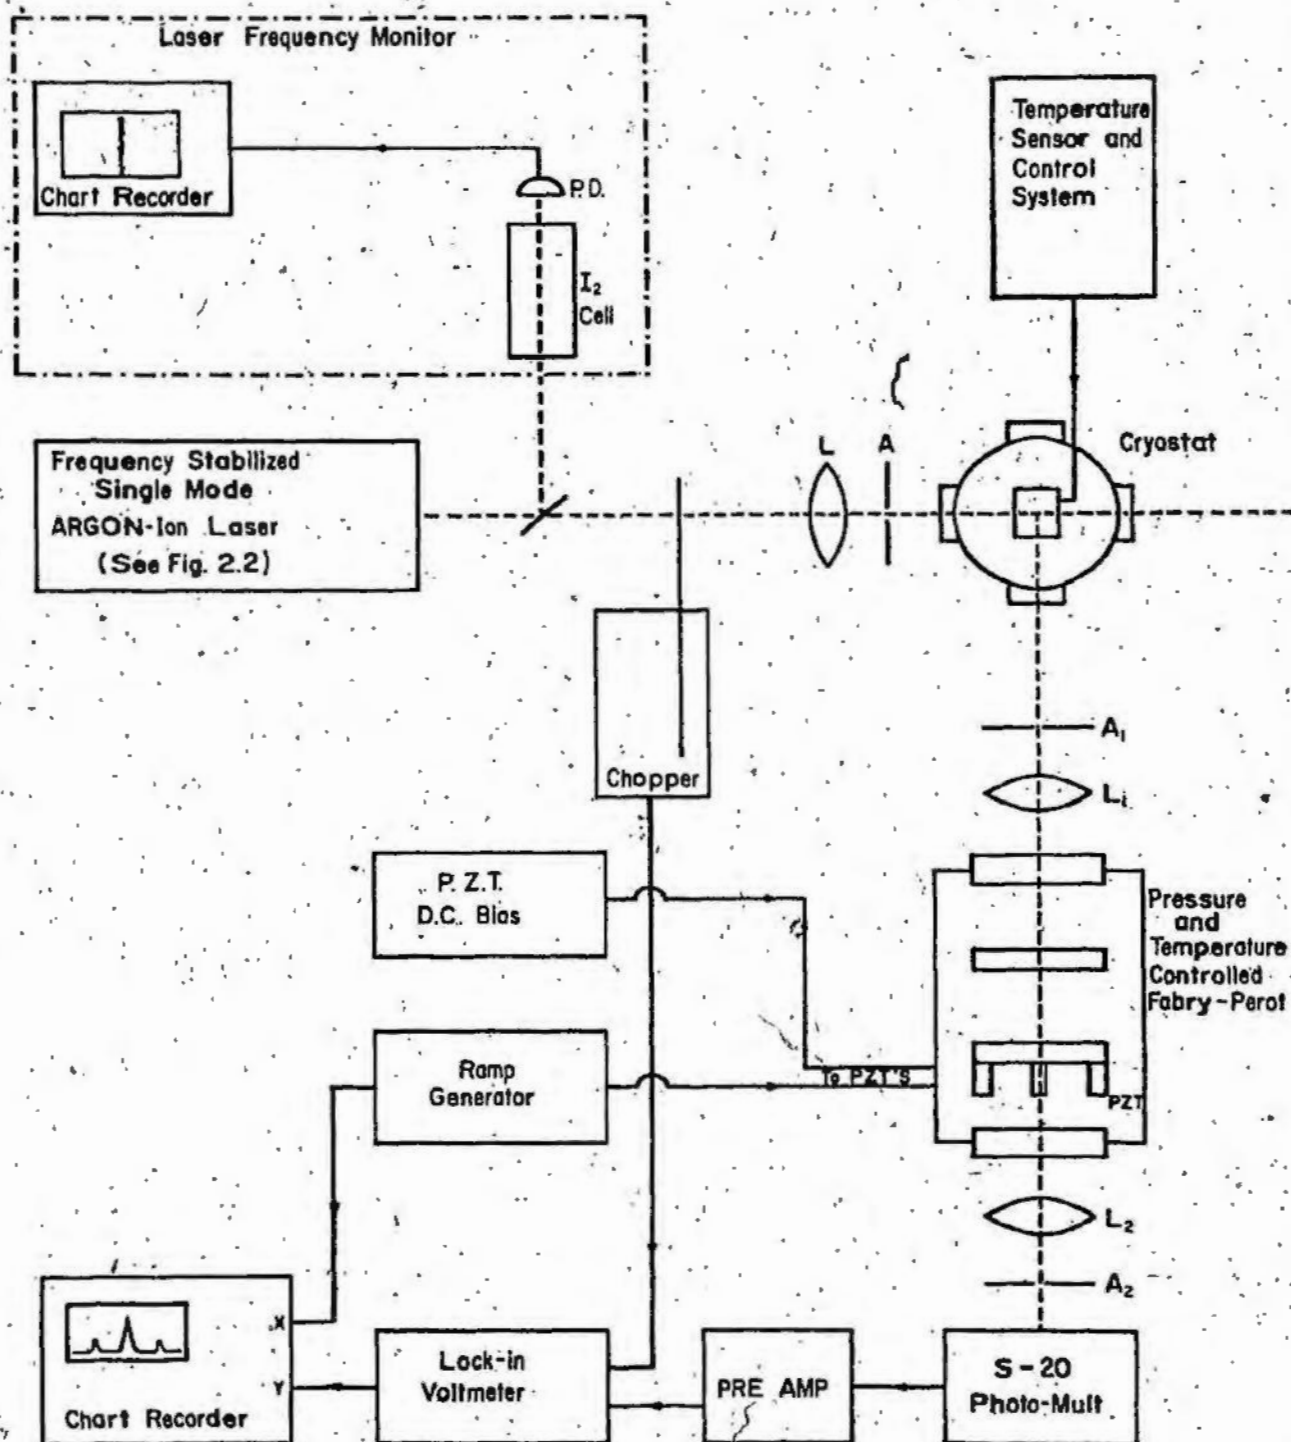 Laser Frequency Monitor
Chart Recorder
P.D.
I₂
Cell
Temperature
Sensor and
Control
System
Frequency Stabilized
Single Mode
ARGON-Ion Laser
(See Fig. 2.2)
L
A
Cryostat
Chopper
A₁
L₁
P. Z.T.
D.C. Bias
Pressure
and
Temperature
Controlled
Fabry-Perot
Ramp
Generator
To PZT'S
PZT
L₂
A₂
X
Y
Chart Recorder
Lock-in
Voltmeter
PRE AMP
S-20
Photo-Mult